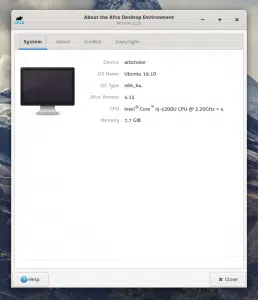 About the Xfce Desktop Environment
Version 4.15
System
About
Credits
Copyright
Device artichoke
OS Name Ubuntu 19.10
OS Type x86_64
Xfce Version 4.15
CPU Intel® Core™ i5-5200U CPU @ 2.20GHz × 4
Memory 7,7 GiB
Help
Close